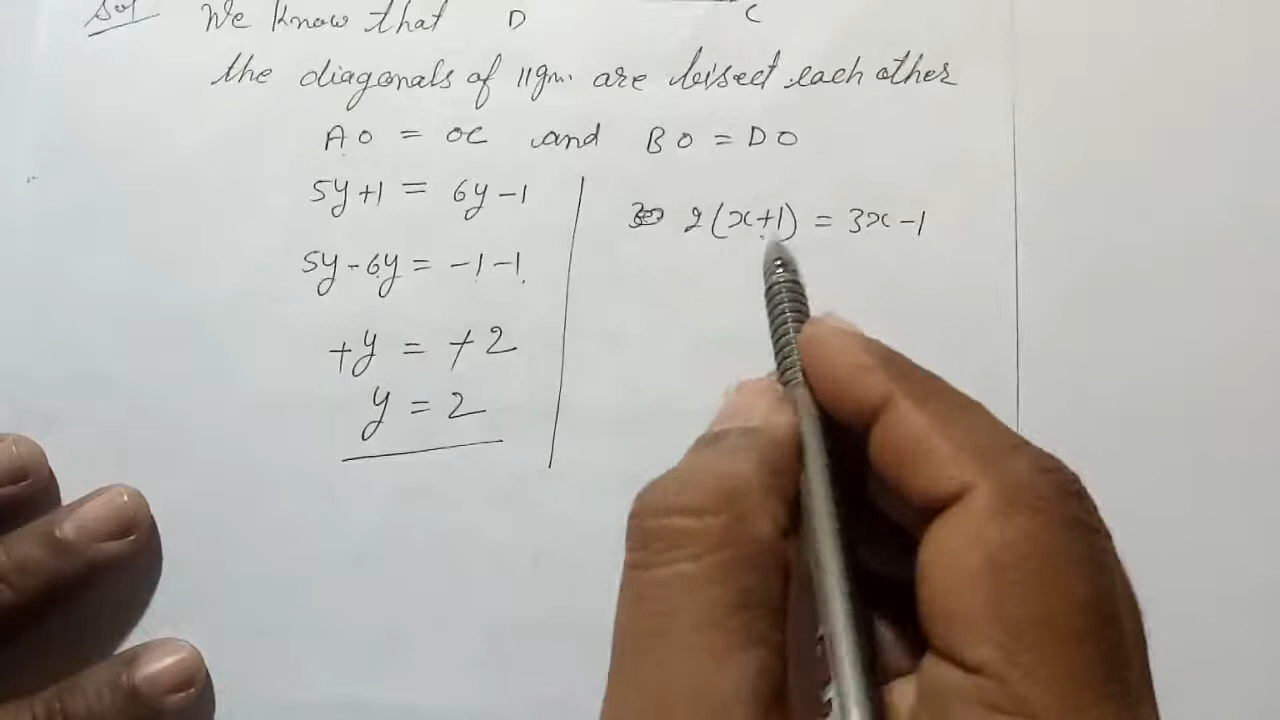 Sol We know that D C
the diagonals of ||gm. are bisect each other
AO = OC and BO = DO
5y+1 = 6y-1
5y-6y = -1-1
+y = +2
y = 2
2(x+1) = 3x-1